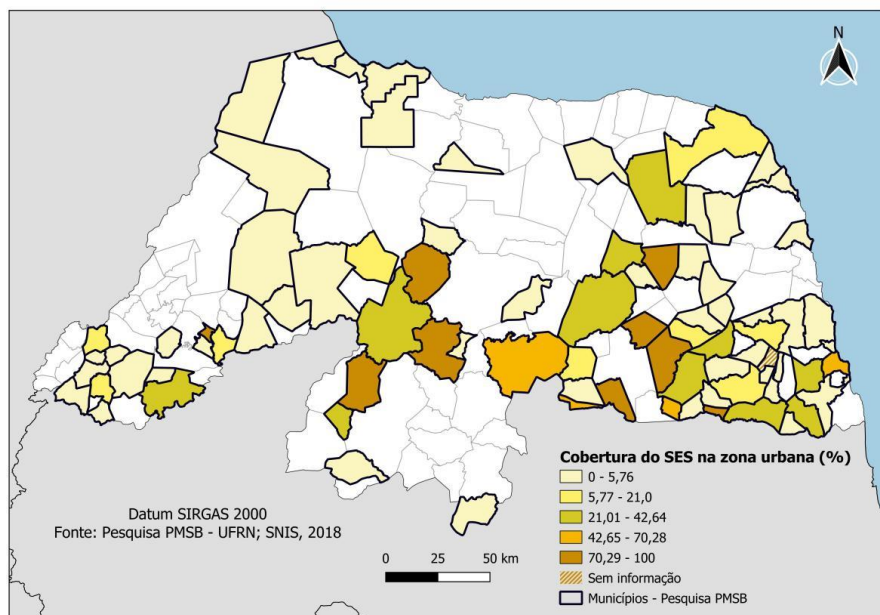 N
Cobertura do SES na zona urbana (%)
0 - 5,76
5,77 - 21,0
21,01 - 42,64
42,65 - 70,28
70,29 - 100
Sem informação
Municípios - Pesquisa PMSB
Datum SIRGAS 2000
Fonte: Pesquisa PMSB - UFRN; SNIS, 2018
0 25 50 km